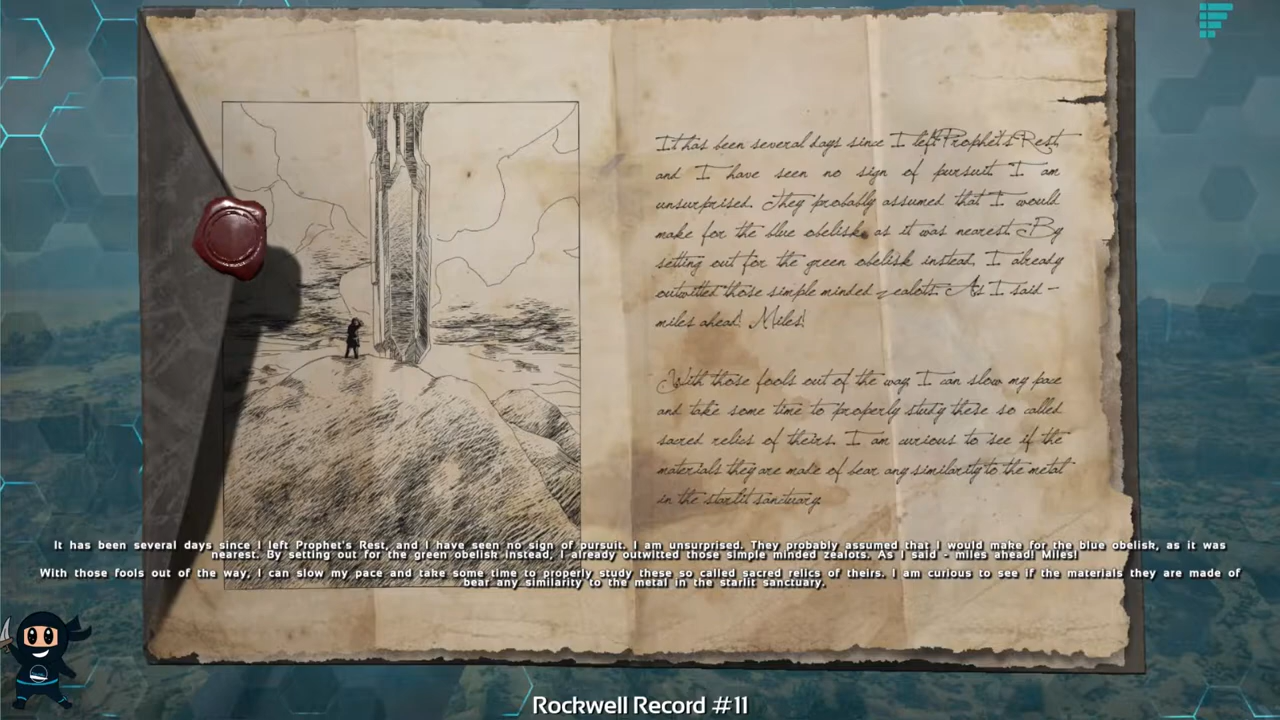 It has been several days since I left Prophet's Rest,
and I have seen no sign of pursuit. I am
unsurprised. They probably assumed that I would
make for the blue obelisk, as it was nearest. By
setting out for the green obelisk instead, I already
outwitted those simple minded zealots. As I said -
miles ahead! Miles!
With those fools out of the way, I can slow my pace
and take some time to properly study these so called
sacred relics of theirs. I am curious to see if the
materials they are made of bear any similarity to the metal
in the starlit sanctuary.
It has been several days since I left Prophet's Rest, and I have seen no sign of pursuit. I am unsurprised. They probably assumed that I would make for the blue obelisk, as it was
nearest. By setting out for the green obelisk instead, I already outwitted those simple minded zealots. As I said - miles ahead! Miles!
With those fools out of the way, I can slow my pace and take some time to properly study these so called sacred relics of theirs. I am curious to see if the materials they are made of
bear any similarity to the metal in the starlit sanctuary.
Rockwell Record #11